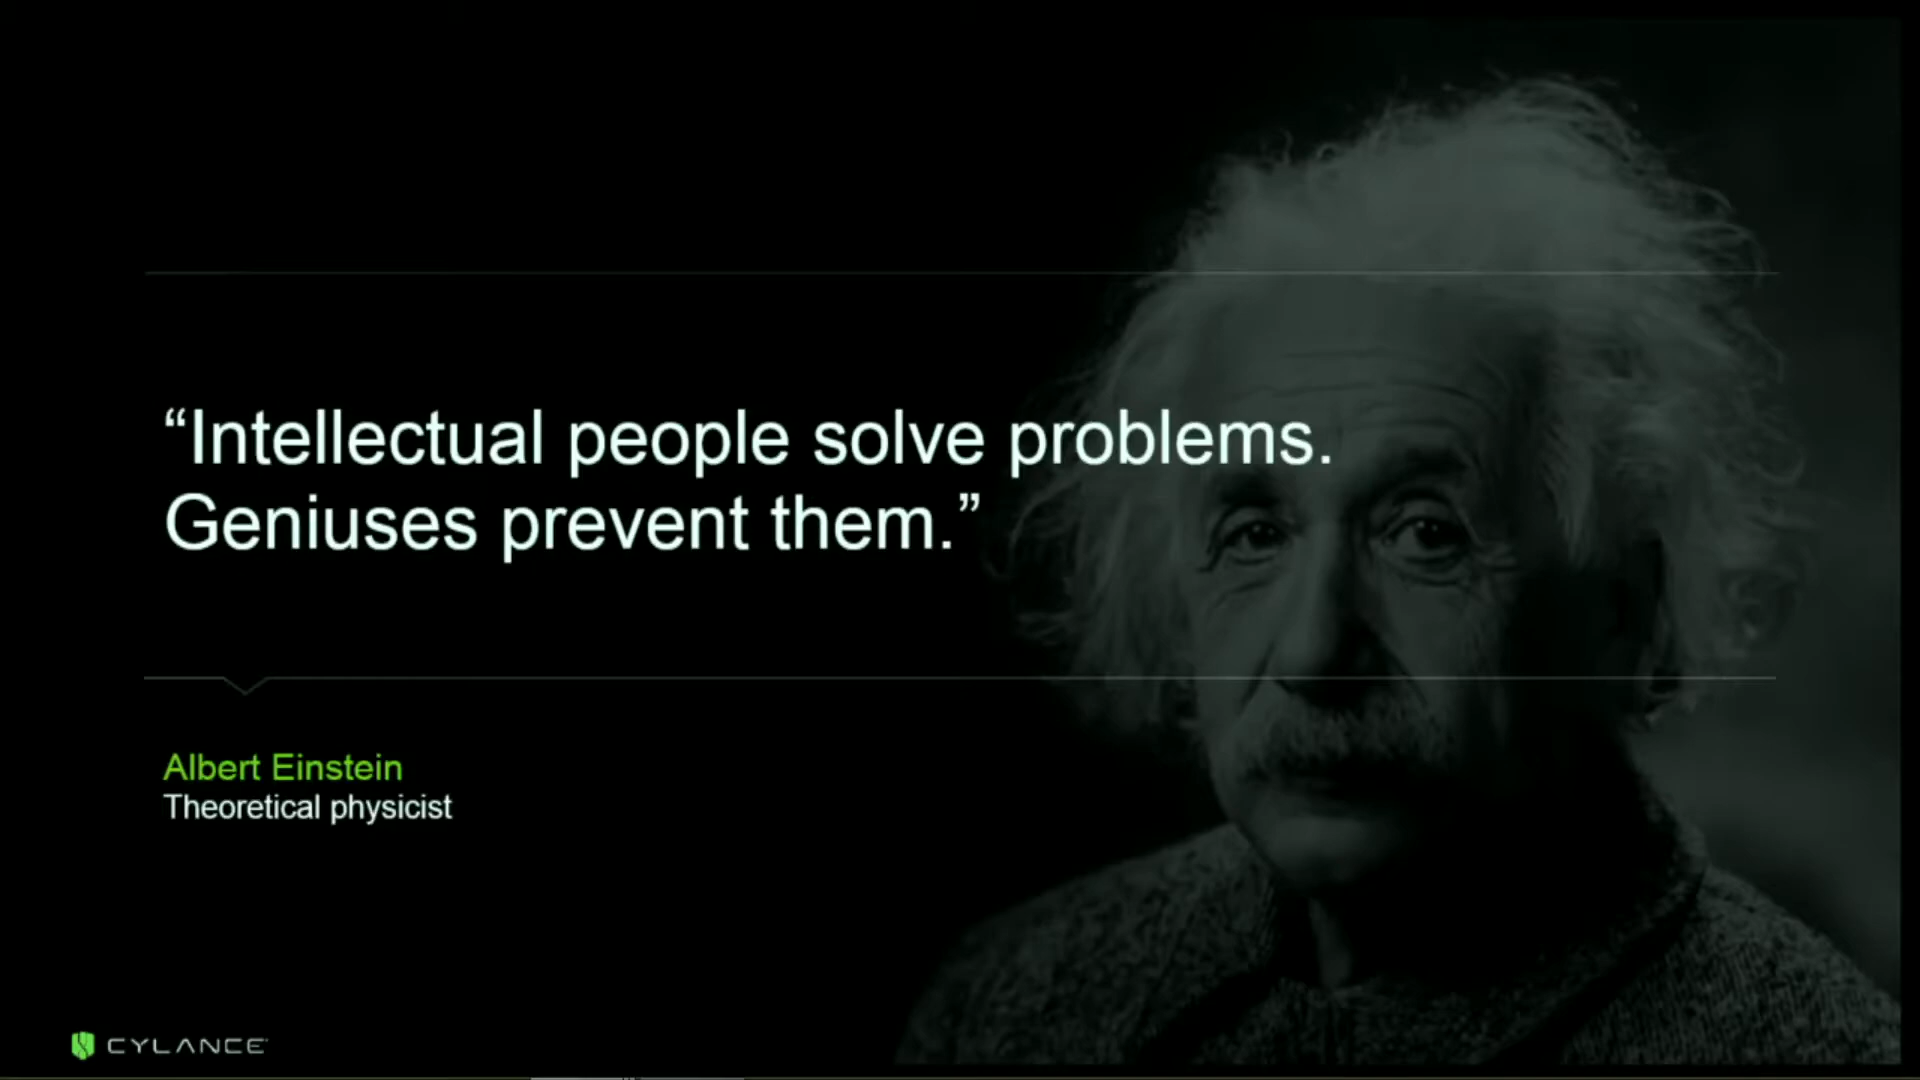 “Intellectual people solve problems.
Geniuses prevent them.”
Albert Einstein
Theoretical physicist
CYLANCE